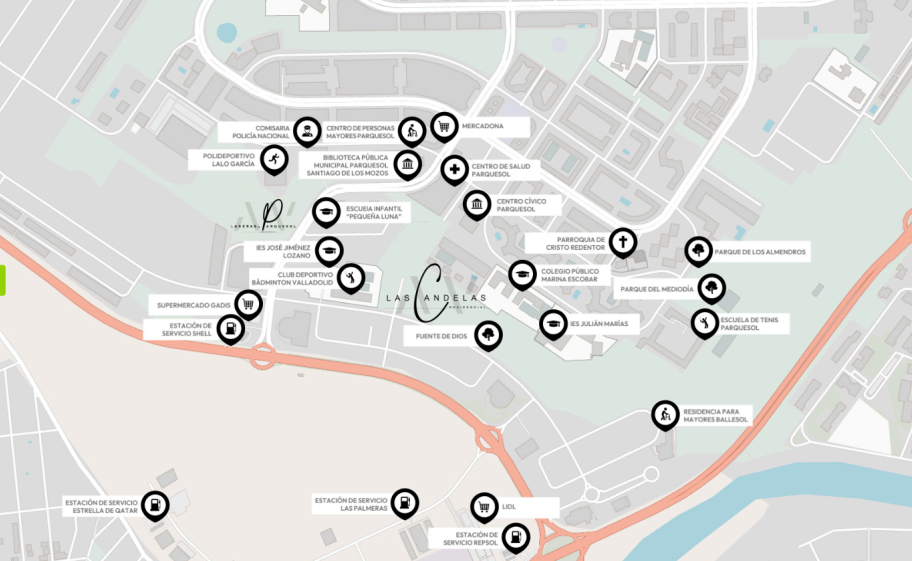 COMISARIA
POLICÍA NACIONAL
CENTRO DE PERSONAS
MAYORES PARQUESOL
MERCADONA
POLIDEPORTIVO
LALO GARCÍA
BIBLIOTECA PÚBLICA
MUNICIPAL PARQUESOL
SANTIAGO DE LOS MOZOS
CENTRO DE SALUD
PARQUESOL
CENTRO CÍVICO
PARQUESOL
ESCUEIA INFANTIL
"PEQUEÑA LUNA"
LADERAS PARQUESOL
IES JOSÉ JIMÉNEZ
LOZANO
PARROQUIA DE
CRISTO REDENTOR
PARQUE DE LOS ALMENDROS
CLUB DEPORTIVO
BÁDMINTON VALLADOLID
COLEGIO PÚBLICO
MARINA ESCOBAR
PARQUE DEL MEDIODÍA
LAS CANDELAS
RESIDENCIAL
SUPERMERCADO GADIS
ESTACIÓN DE
SERVICIO SHELL
FUENTE DE DIOS
IES JULIÁN MARÍAS
ESCUELA DE TENIS
PARQUESOL
RESIDENCIA PARA
MAYORES BALLESOL
ESTACIÓN DE SERVICIO
ESTRELLA DE QATAR
ESTACIÓN DE SERVICIO
LAS PALMERAS
LIDL
ESTACIÓN DE
SERVICIO REPSOL